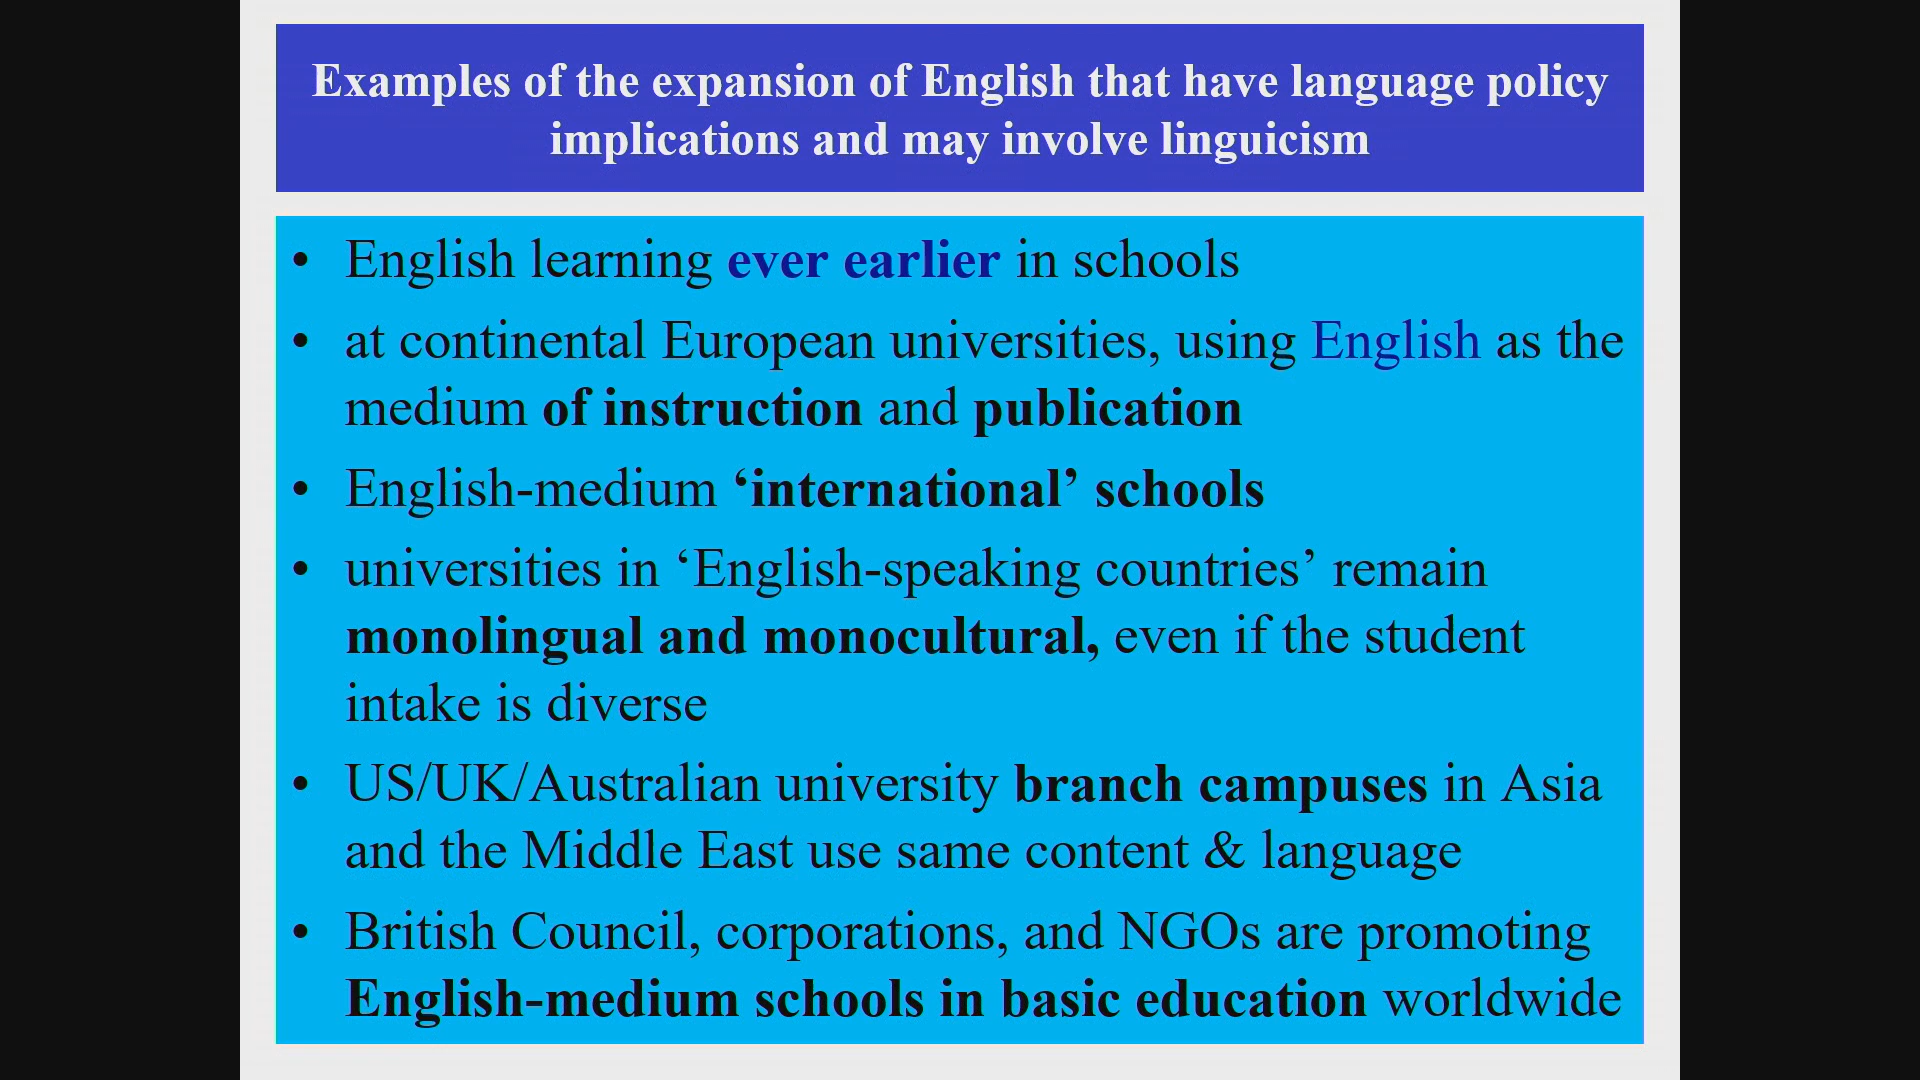 Examples of the expansion of English that have language policy
implications and may involve linguicism
• English learning ever earlier in schools
• at continental European universities, using English as the
medium of instruction and publication
• English-medium ‘international’ schools
• universities in ‘English-speaking countries’ remain
monolingual and monocultural, even if the student
intake is diverse
• US/UK/Australian university branch campuses in Asia
and the Middle East use same content & language
• British Council, corporations, and NGOs are promoting
English-medium schools in basic education worldwide